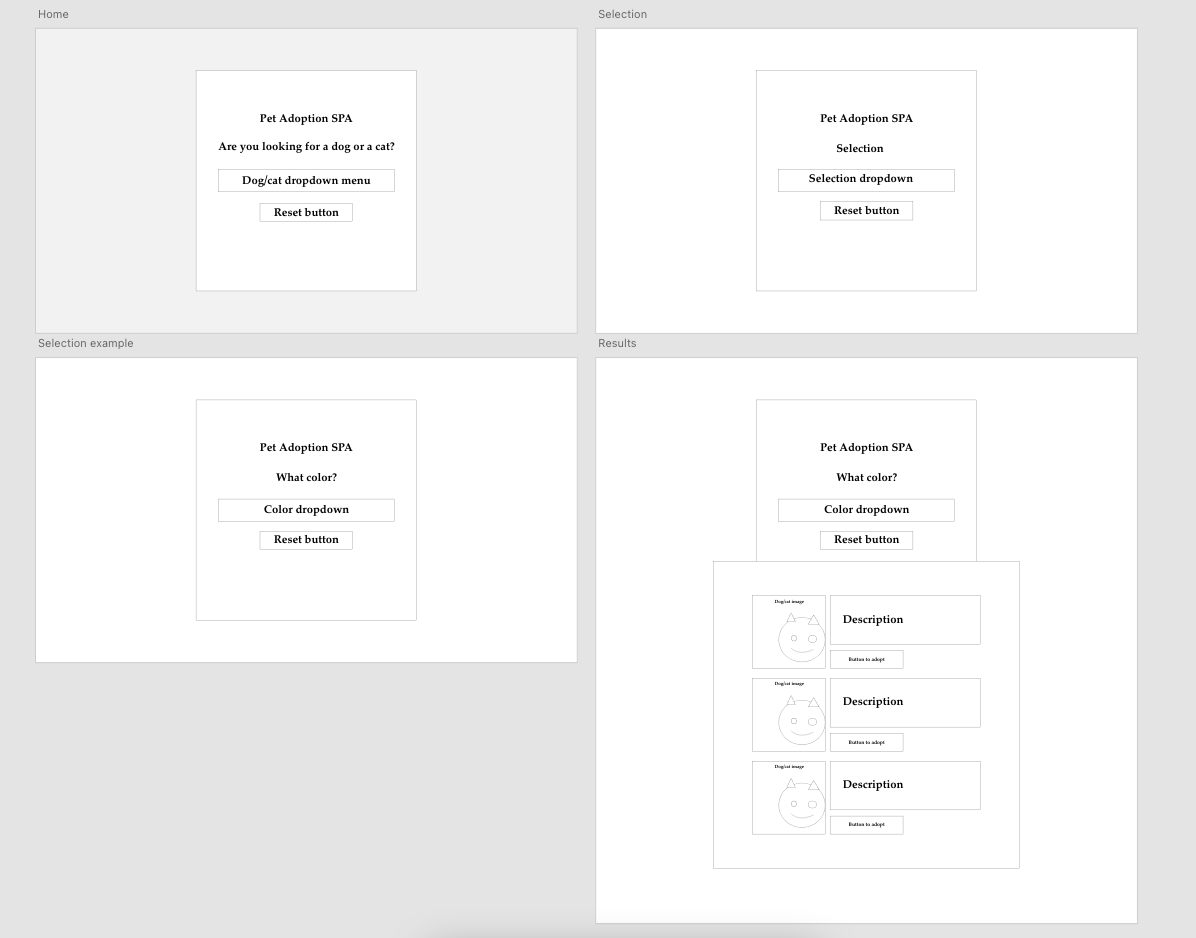 Home
Pet Adoption SPA
Are you looking for a dog or a cat?
Dog/cat dropdown menu
Reset button
Selection
Pet Adoption SPA
Selection
Selection dropdown
Reset button
Selection example
Pet Adoption SPA
What color?
Color dropdown
Reset button
Results
Pet Adoption SPA
What color?
Color dropdown
Reset button
Dog/cat image
Description
Button to adopt
Dog/cat image
Description
Button to adopt
Dog/cat image
Description
Button to adopt